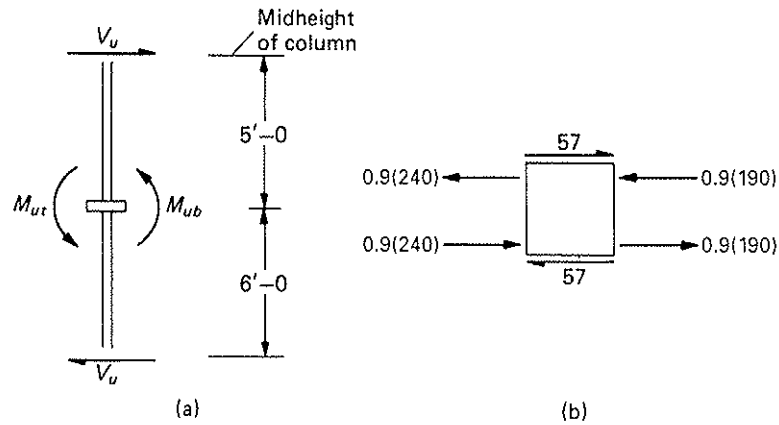 V_u
Midheight
of column
5'–0
M_ut
M_ub
6'–0
V_u
(a)
57
0.9(240)
0.9(190)
0.9(240)
0.9(190)
57
(b)